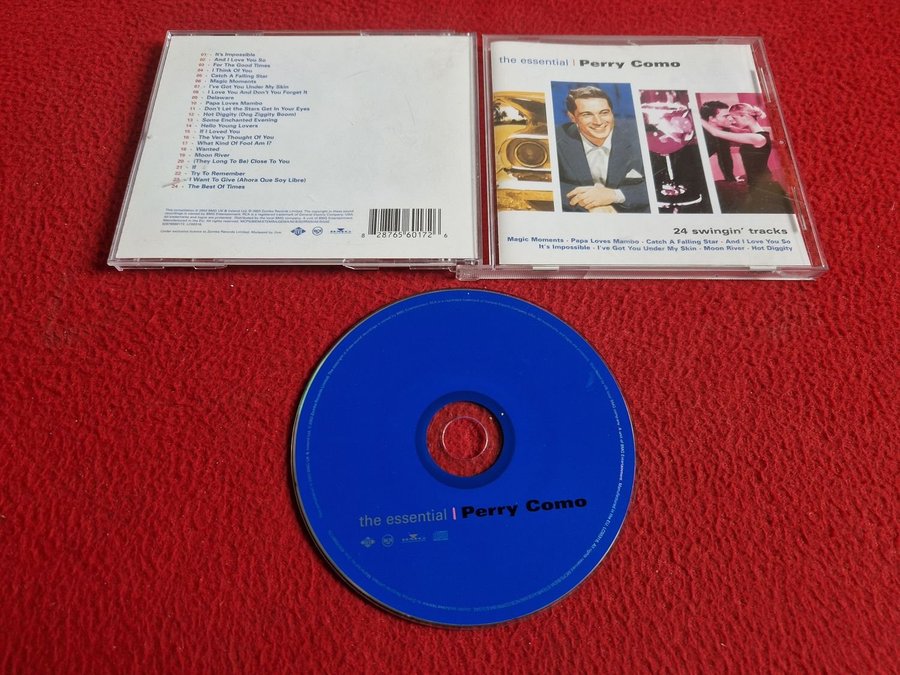 01 - It's Impossible
02 - And I Love You So
03 - For The Good Times
04 - I Think Of You
05 - Catch A Falling Star
06 - Magic Moments
07 - I've Got You Under My Skin
08 - I Love You And Don't You Forget It
09 - Delaware
10 - Papa Loves Mambo
11 - Don't Let the Stars Get In Your Eyes
12 - Hot Diggity (Dog Ziggity Boom)
13 - Some Enchanted Evening
14 - Hello Young Lovers
15 - If I Loved You
16 - The Very Thought Of You
17 - What Kind Of Fool Am I?
18 - Wanted
19 - Moon River
20 - (They Long To Be) Close To You
21 - If
22 - Try To Remember
23 - I Want To Give (Ahora Que Soy Libre)
24 - The Best Of Times
8 28765 60172 6
the essential | Perry Como
24 swingin' tracks
Magic Moments · Papa Loves Mambo · Catch A Falling Star · And I Love You So
It's Impossible · I've Got You Under My Skin · Moon River · Hot Diggity
the essential | Perry Como